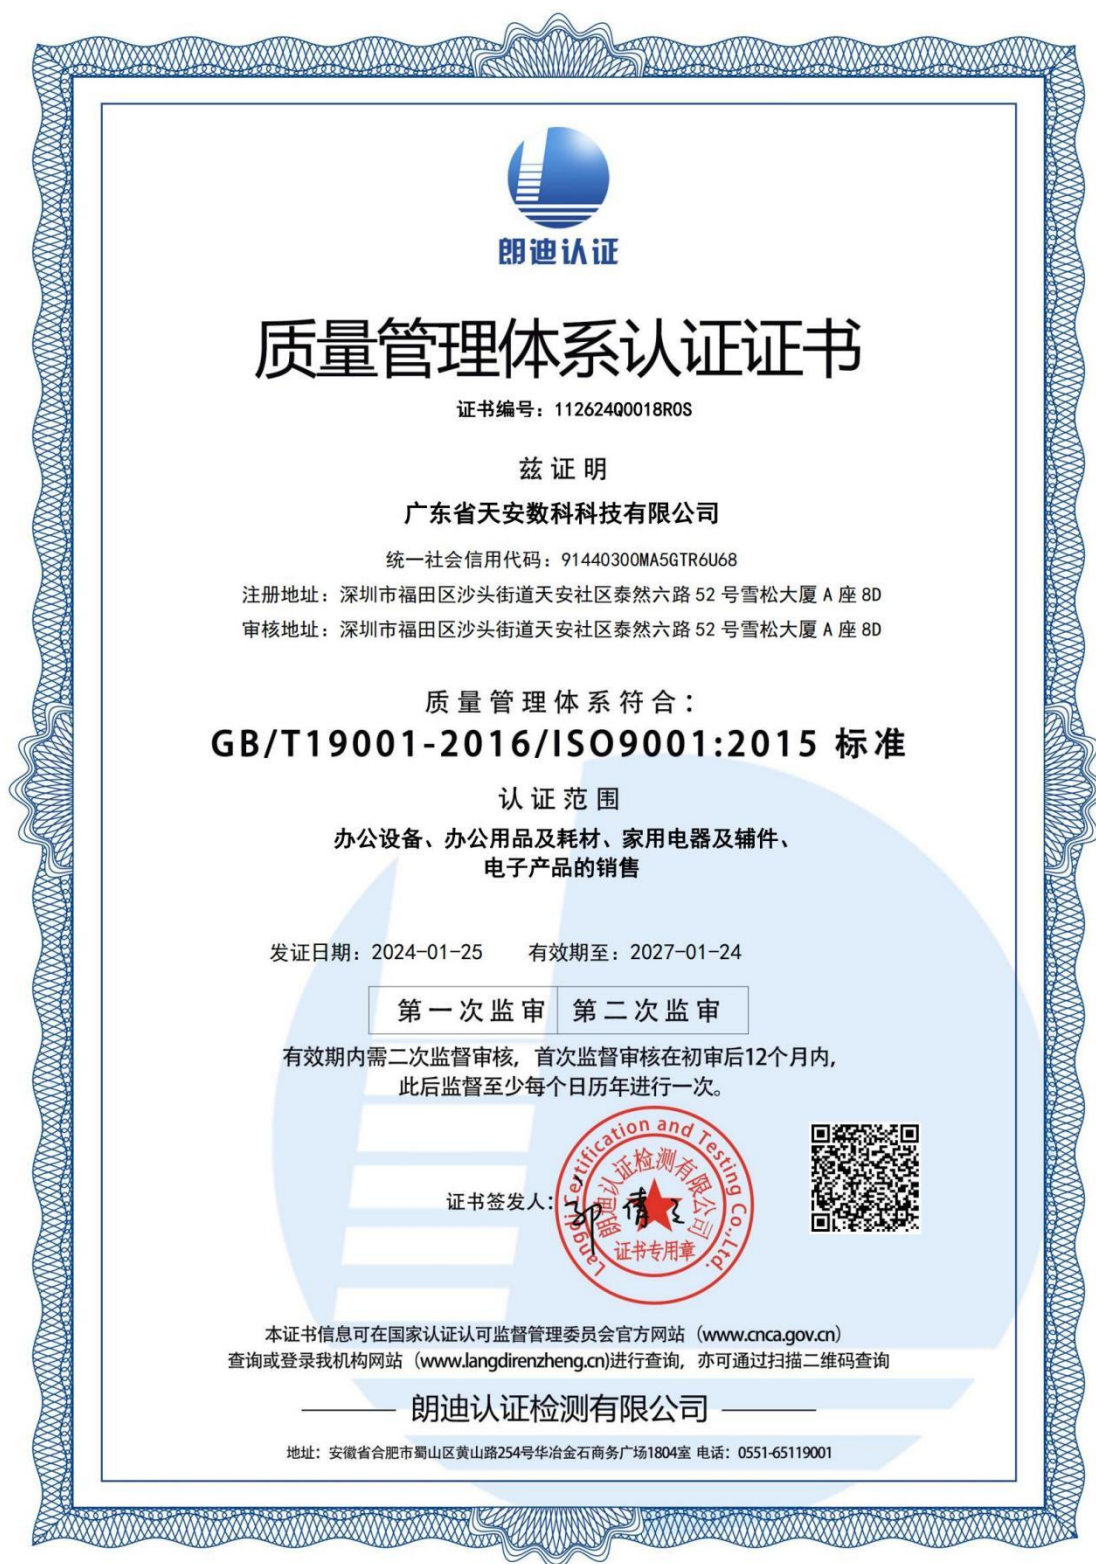 朗迪认证
质量管理体系认证证书
证书编号：112624Q0018R0S
兹证明
广东省天安数科科技有限公司
统一社会信用代码：91440300MA5GTR6U68
注册地址：深圳市福田区沙头街道天安社区泰然六路 52 号雪松大厦 A 座 8D
审核地址：深圳市福田区沙头街道天安社区泰然六路 52 号雪松大厦 A 座 8D
质量管理体系符合：
GB/T19001-2016/ISO9001:2015 标准
认证范围
办公设备、办公用品及耗材、家用电器及辅件、
电子产品的销售
发证日期：2024-01-25 有效期至：2027-01-24
第一次监审 第二次监审
有效期内需二次监督审核，首次监督审核在初审后12个月内，
此后监督至少每个日历年进行一次。
Langdi Certification and Testing Co.,Ltd.
朗迪认证检测有限公司
证书签发人：
证书专用章
本证书信息可在国家认证认可监督管理委员会官方网站（www.cnca.gov.cn）
查询或登录我机构网站（www.langdirenzheng.cn)进行查询，亦可通过扫描二维码查询
朗迪认证检测有限公司
地址：安徽省合肥市蜀山区黄山路254号华冶金石商务广场1804室 电话：0551-65119001